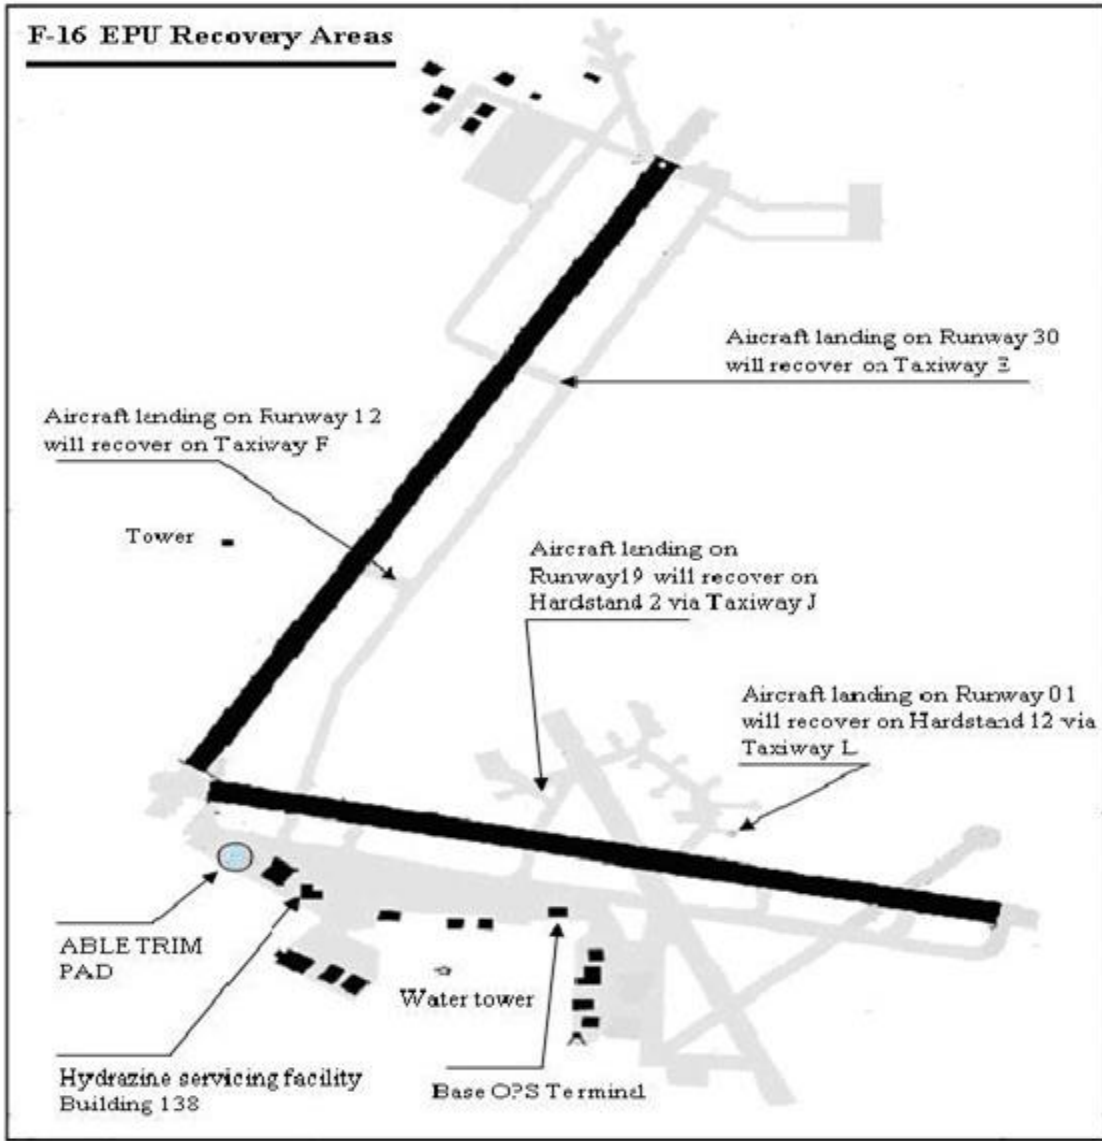 F-16 EPU Recovery Areas
Aircraft landing on Runway 30
will recover on Taxiway E
Aircraft landing on Runway 12
will recover on Taxiway F
Tower
Aircraft landing on
Runway19 will recover on
Hardstand 2 via Taxiway J
Aircraft landing on Runway 01
will recover on Hardstand 12 via
Taxiway L
ABLE TRIM
PAD
Water tower
Hydrazine servicing facility
Building 138
Base OPS Terminal